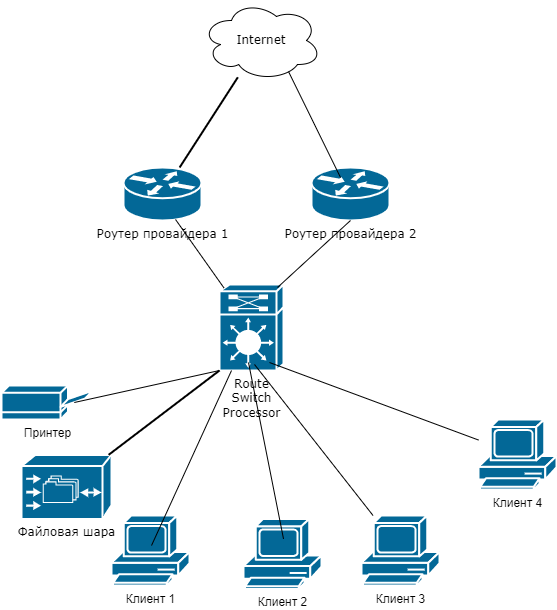 Internet
Роутер провайдера 1
Роутер провайдера 2
Route
Switch
Processor
Принтер
Файловая шара
Клиент 4
Клиент 1
Клиент 2
Клиент 3